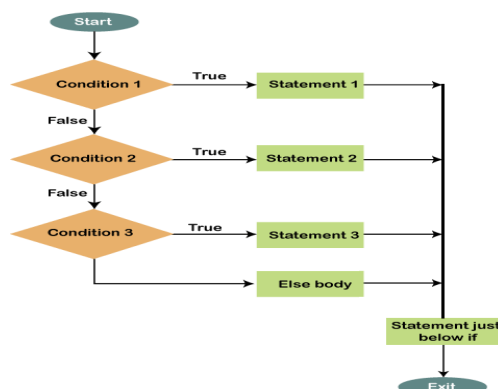 Start
Condition 1
True
Statement 1
False
Condition 2
True
Statement 2
False
Condition 3
True
Statement 3
Else body
Statement just
below if
Exit